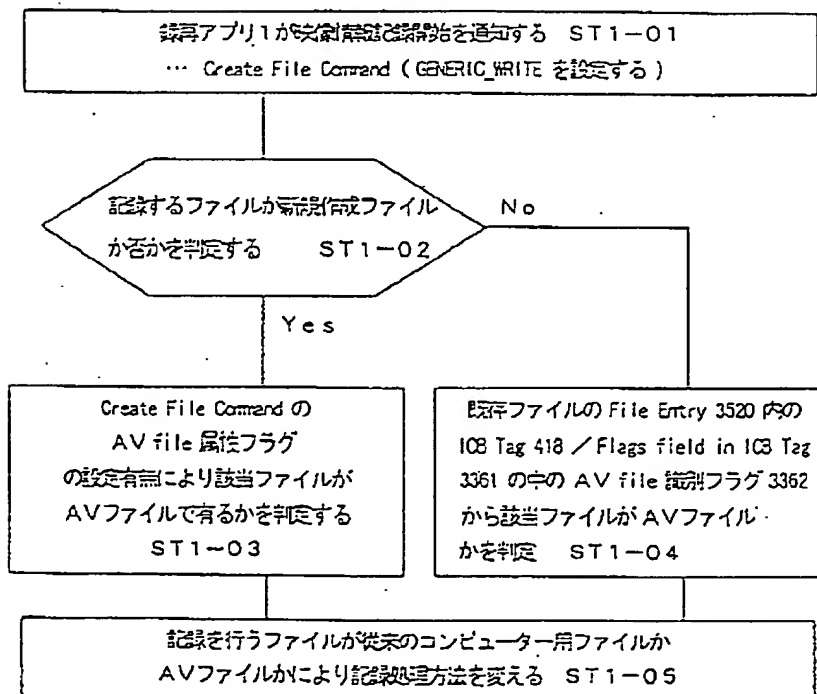 録再アプリ1が映像情報記録開始を通知する ST1-01
… Create File Command ( GENERIC_WRITE を設定する )
記録するファイルが新規作成ファイル
か否かを判定する ST1-02
No
Yes
Create File Command の
AV file 属性フラグ
の設定有無により該当ファイルが
AVファイルで有るかを判定する
ST1~03
既存ファイルの File Entry 3520 内の
ICB Tag 418 / Flags field in ICB Tag
3361 の中の AV file 識別フラグ 3362
から該当ファイルがAVファイル
かを判定 ST1-04
記録を行うファイルが従来のコンピューター用ファイルか
AVファイルかにより記録処理方法を変える ST1-05